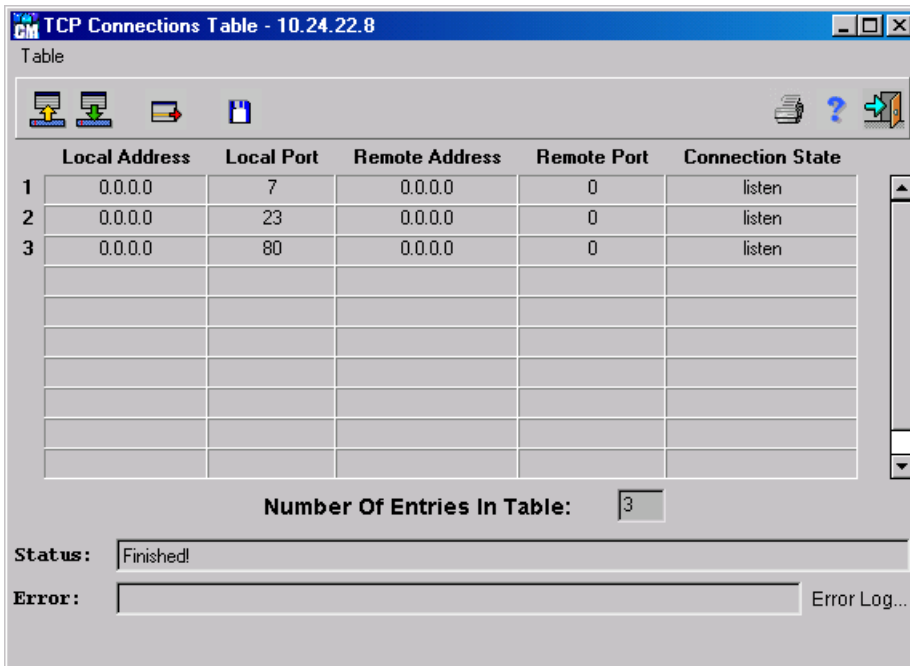 CM TCP Connections Table - 10.24.22.8
Table
Local Address Local Port Remote Address Remote Port Connection State
1 0.0.0.0 7 0.0.0.0 0 listen
2 0.0.0.0 23 0.0.0.0 0 listen
3 0.0.0.0 80 0.0.0.0 0 listen
Number Of Entries In Table: 3
Status: Finished!
Error: Error Log...